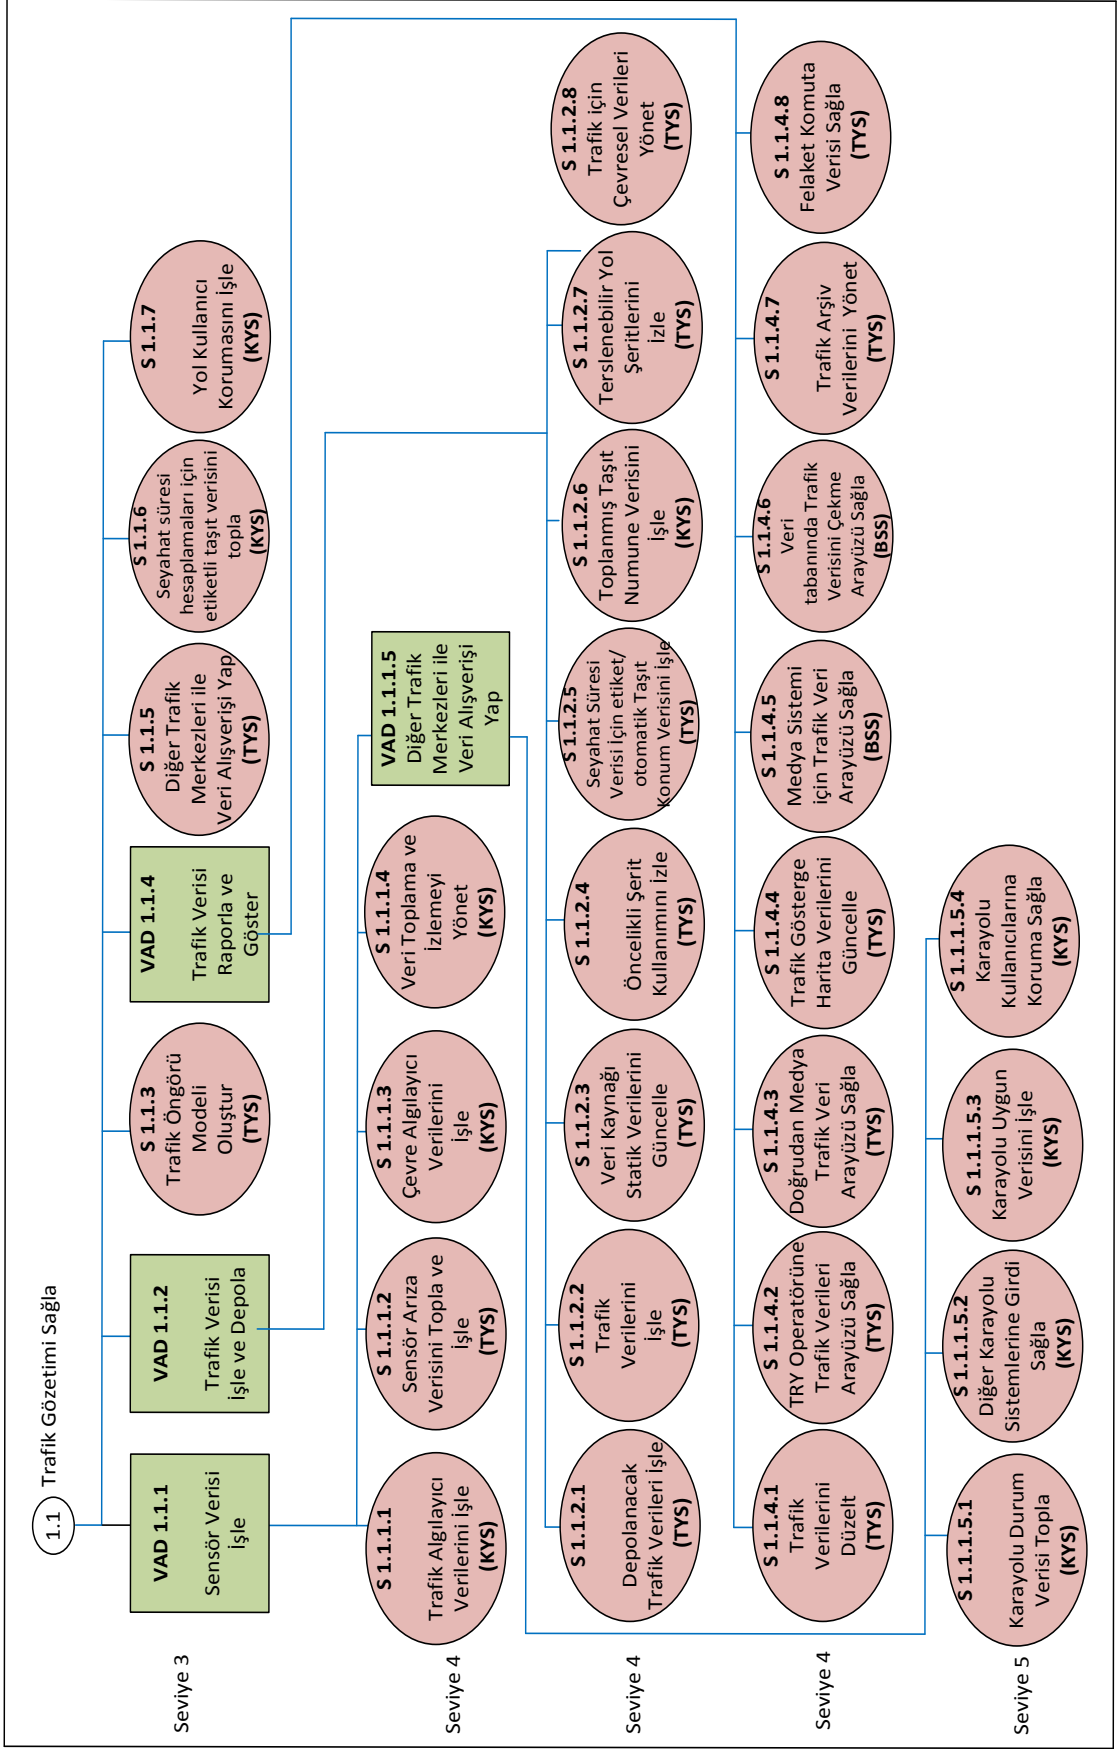 1.1
Trafik Gözetimi Sağla
Seviye 3
VAD 1.1.1
Sensör Verisi
İşle
VAD 1.1.2
Trafik Verisi
İşle ve Depola
S 1.1.3
Trafik Öngörü
Modeli
Oluştur
(TYS)
VAD 1.1.4
Trafik Verisi
Raporla ve
Göster
S 1.1.5
Diğer Trafik
Merkezleri ile
Veri Alışverişi Yap
(TYS)
S 1.1.6
Seyahat süresi
hesaplamaları için
etiketli taşıt verisini
topla
(KYS)
S 1.1.7
Yol Kullanıcı
Korumasını İşle
(KYS)
Seviye 4
S 1.1.1.1
Trafik Algılayıcı
Verilerini İşle
(KYS)
S 1.1.1.2
Sensör Arıza
Verisini Topla ve
İşle
(TYS)
S 1.1.1.3
Çevre Algılayıcı
Verilerini
İşle
(KYS)
S 1.1.1.4
Veri Toplama ve
İzlemeyi
Yönet
(KYS)
VAD 1.1.1.5
Diğer Trafik
Merkezleri ile
Veri Alışverişi
Yap
Seviye 4
S 1.1.2.1
Depolanacak
Trafik Verileri İşle
(TYS)
S 1.1.2.2
Trafik
Verilerini
İşle
(TYS)
S 1.1.2.3
Veri Kaynağı
Statik Verilerini
Güncelle
(TYS)
S 1.1.2.4
Öncelikli Şerit
Kullanımını İzle
(TYS)
S 1.1.2.5
Seyahat Süresi
Verisi İçin etiket/
otomatik Taşıt
Konum Verisini İşle
(TYS)
S 1.1.2.6
Toplanmış Taşıt
Numune Verisini
İşle
(KYS)
S 1.1.2.7
Terslenebilir Yol
Şeritlerini
İzle
(TYS)
S 1.1.2.8
Trafik için
Çevresel Verileri
Yönet
(TYS)
Seviye 4
S 1.1.4.1
Trafik
Verilerini
Düzelt
(TYS)
S 1.1.4.2
TRY Operatörüne
Trafik Verileri
Arayüzü Sağla
(TYS)
S 1.1.4.3
Doğrudan Medya
Trafik Veri
Arayüzü Sağla
(TYS)
S 1.1.4.4
Trafik Gösterge
Harita Verilerini
Güncelle
(TYS)
S 1.1.4.5
Medya Sistemi
için Trafik Veri
Arayüzü Sağla
(BSS)
S 1.1.4.6
Veri
tabanında Trafik
Verisini Çekme
Arayüzü Sağla
(BSS)
S 1.1.4.7
Trafik Arşiv
Verilerini Yönet
(TYS)
S 1.1.4.8
Felaket Komuta
Verisi Sağla
(TYS)
Seviye 5
S 1.1.1.5.1
Karayolu Durum
Verisi Topla
(KYS)
S 1.1.1.5.2
Diğer Karayolu
Sistemlerine Girdi
Sağla
(KYS)
S 1.1.1.5.3
Karayolu Uygun
Verisini İşle
(KYS)
S 1.1.1.5.4
Karayolu
Kullanıcılarına
Koruma Sağla
(KYS)